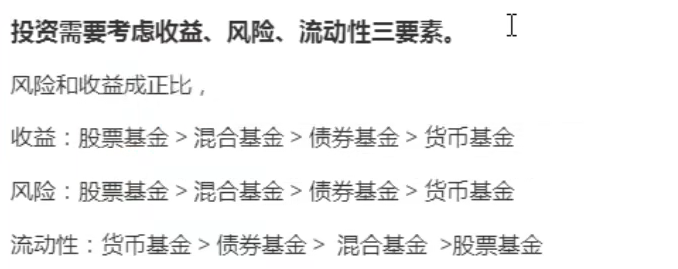 投资需要考虑收益、风险、流动性三要素。
风险和收益成正比，
收益：股票基金 > 混合基金 > 债券基金 > 货币基金
风险：股票基金 > 混合基金 > 债券基金 > 货币基金
流动性：货币基金 > 债券基金 > 混合基金 >股票基金